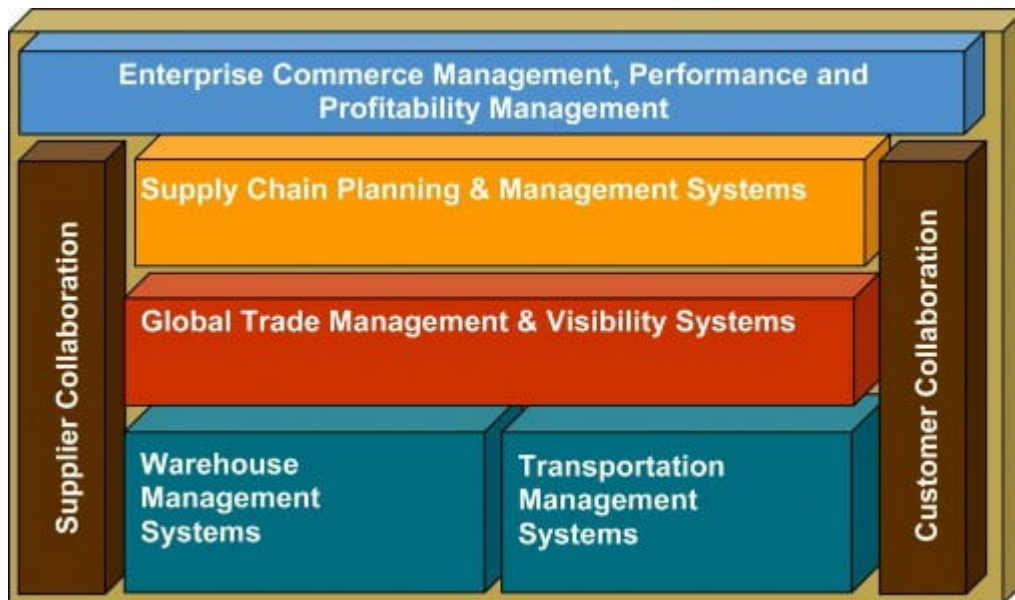 Enterprise Commerce Management, Performance and
Profitability Management
Supplier Collaboration
Supply Chain Planning & Management Systems
Global Trade Management & Visibility Systems
Warehouse
Management
Systems
Transportation
Management
Systems
Customer Collaboration